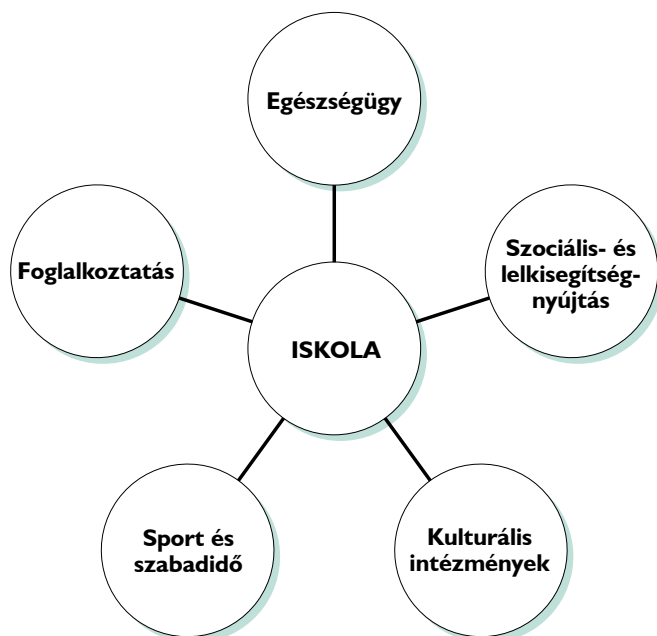 Egészségügy
Foglalkoztatás
Szociális- és
lelkisegítség-
nyújtás
ISKOLA
Sport és
szabadidő
Kulturális
intézmények